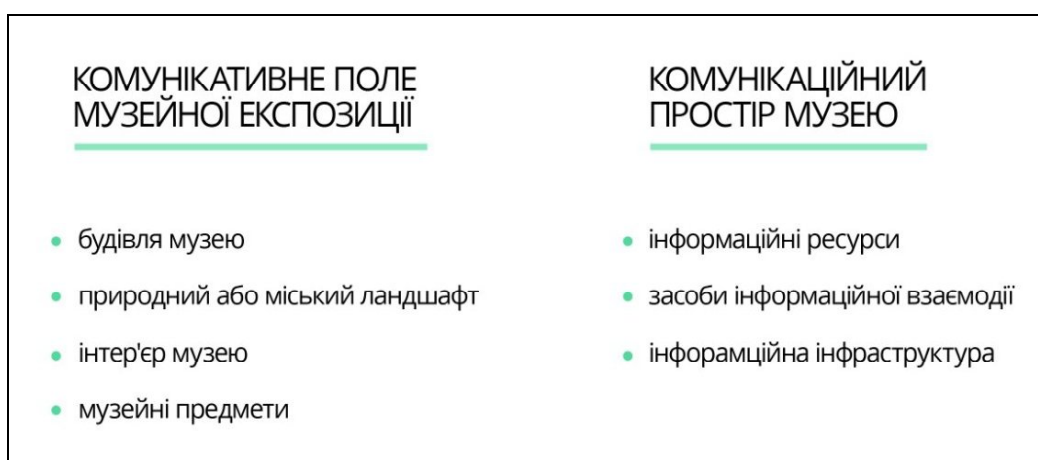 КОМУНІКАТИВНЕ ПОЛЕ
МУЗЕЙНОЇ ЕКСПОЗИЦІЇ
• будівля музею
• природний або міський ландшафт
• інтер'єр музею
• музейні предмети
КОМУНІКАЦІЙНИЙ
ПРОСТІР МУЗЕЮ
• інформаційні ресурси
• засоби інформаційної взаємодії
• інфорамційна інфраструктура